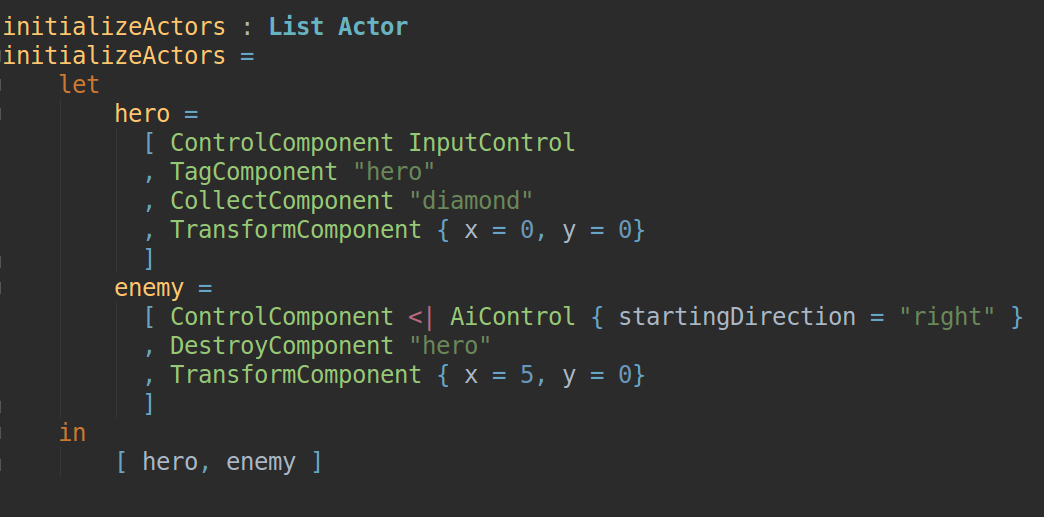 initializeActors : List Actor
initializeActors =
    let
        hero =
          [ ControlComponent InputControl
          , TagComponent "hero"
          , CollectComponent "diamond"
          , TransformComponent { x = 0, y = 0}
          ]
        enemy =
          [ ControlComponent <| AiControl { startingDirection = "right" }
          , DestroyComponent "hero"
          , TransformComponent { x = 5, y = 0}
          ]
    in
        [ hero, enemy ]